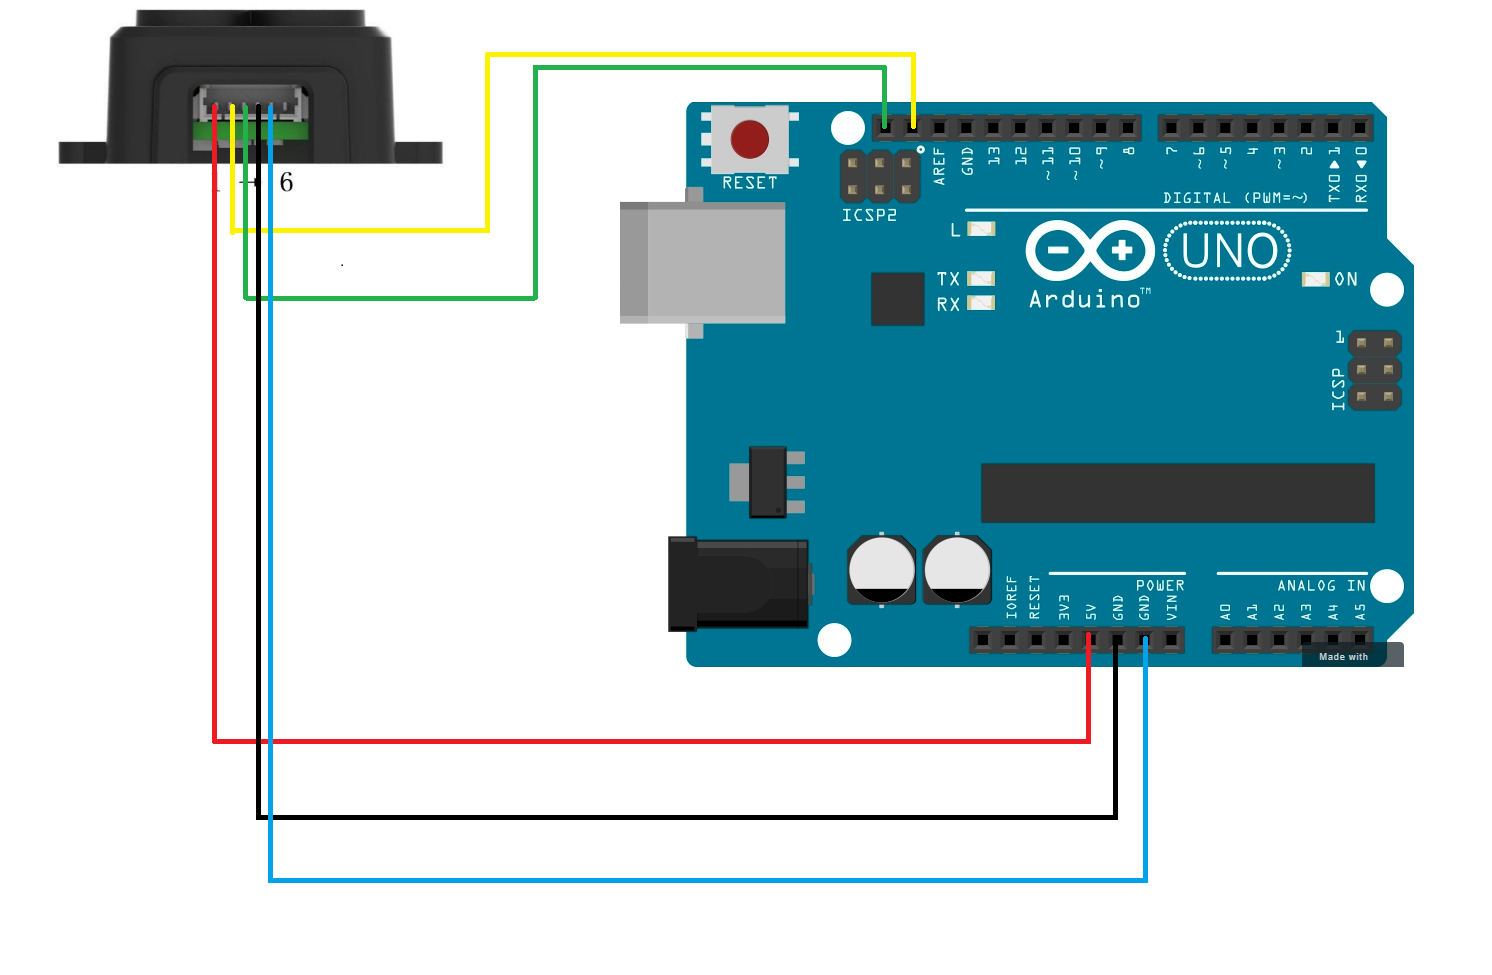 1 → 6
RESET
ICSP2
AREF
GND
13
12
~11
~10
~9
8
7
~6
~5
4
~3
2
TX0▶1
RX0◀0
DIGITAL (PWM=~)
L
TX
RX
UNO
Arduino™
ON
1
ICSP
POWER
ANALOG IN
IOREF
RESET
3V3
5V
GND
GND
VIN
A0
A1
A2
A3
A4
A5
Made with